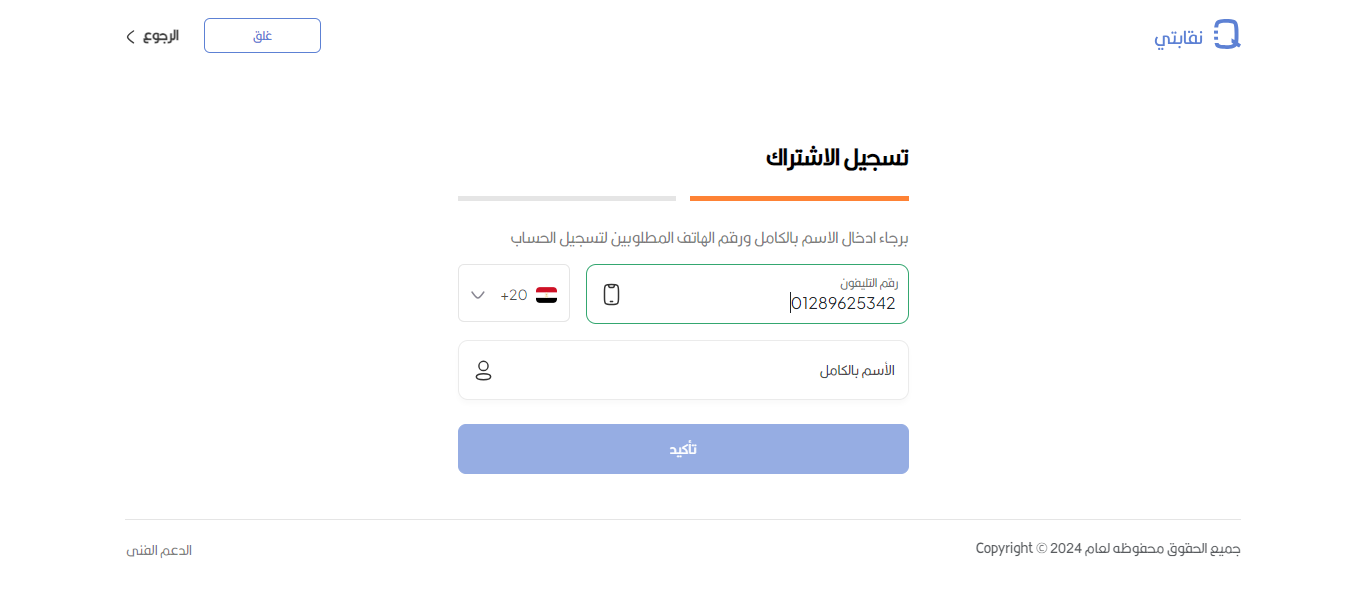 نقابتي
غلق
الرجوع
تسجيل الاشتراك
برجاء ادخال الاسم بالكامل ورقم الهاتف المطلوبين لتسجيل الحساب
رقم التليفون
01289625342
+20
الأسم بالكامل
تأكيد
جميع الحقوق محفوظه لعام Copyright © 2024
الدعم الفنى